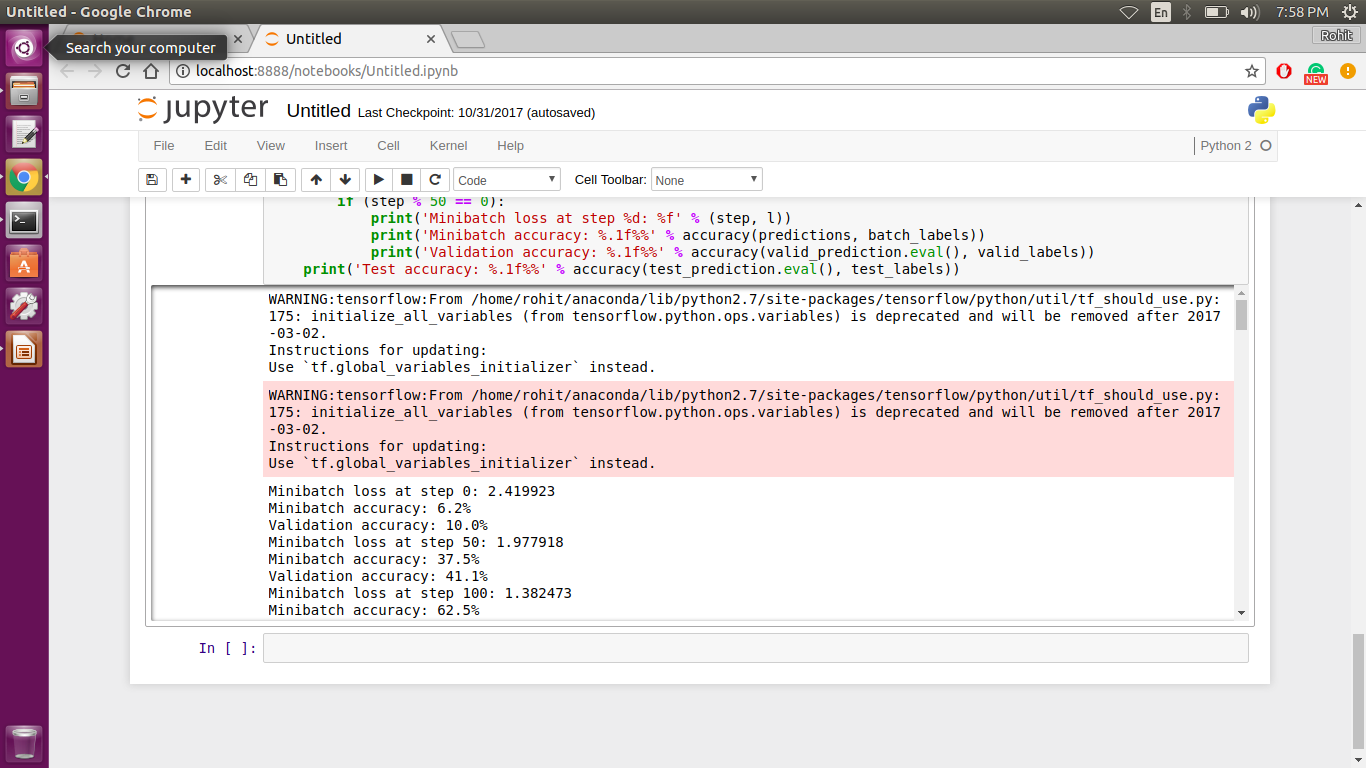 Untitled - Google Chrome
En
7:58 PM
Search your computer
Untitled
Rohit
localhost:8888/notebooks/Untitled.ipynb
NEW
jupyter Untitled Last Checkpoint: 10/31/2017 (autosaved)
File Edit View Insert Cell Kernel Help
Python 2
Code
Cell Toolbar: None
if (step % 50 == 0):
print('Minibatch loss at step %d: %f' % (step, l))
print('Minibatch accuracy: %.1f%%' % accuracy(predictions, batch_labels))
print('Validation accuracy: %.1f%%' % accuracy(valid_prediction.eval(), valid_labels))
print('Test accuracy: %.1f%%' % accuracy(test_prediction.eval(), test_labels))
WARNING:tensorflow:From /home/rohit/anaconda/lib/python2.7/site-packages/tensorflow/python/util/tf_should_use.py:
175: initialize_all_variables (from tensorflow.python.ops.variables) is deprecated and will be removed after 2017
-03-02.
Instructions for updating:
Use `tf.global_variables_initializer` instead.
WARNING:tensorflow:From /home/rohit/anaconda/lib/python2.7/site-packages/tensorflow/python/util/tf_should_use.py:
175: initialize_all_variables (from tensorflow.python.ops.variables) is deprecated and will be removed after 2017
-03-02.
Instructions for updating:
Use `tf.global_variables_initializer` instead.
Minibatch loss at step 0: 2.419923
Minibatch accuracy: 6.2%
Validation accuracy: 10.0%
Minibatch loss at step 50: 1.977918
Minibatch accuracy: 37.5%
Validation accuracy: 41.1%
Minibatch loss at step 100: 1.382473
Minibatch accuracy: 62.5%
In [ ]: